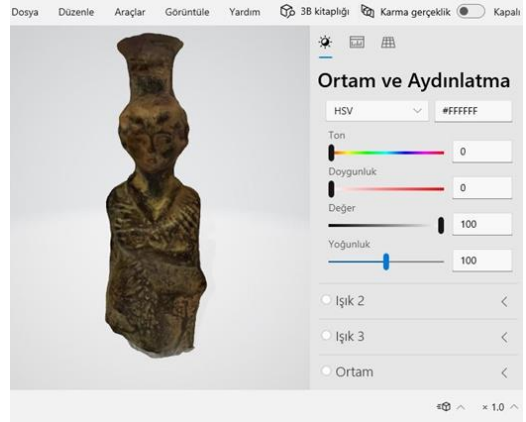 Dosya Düzenle Araçlar Görüntüle Yardım 3B kitaplığı Karma gerçeklik Kapalı
Ortam ve Aydınlatma
HSV #FFFFFF
Ton
0
Doygunluk
0
Değer
100
Yoğunluk
100
Işık 2
Işık 3
Ortam
× 1.0